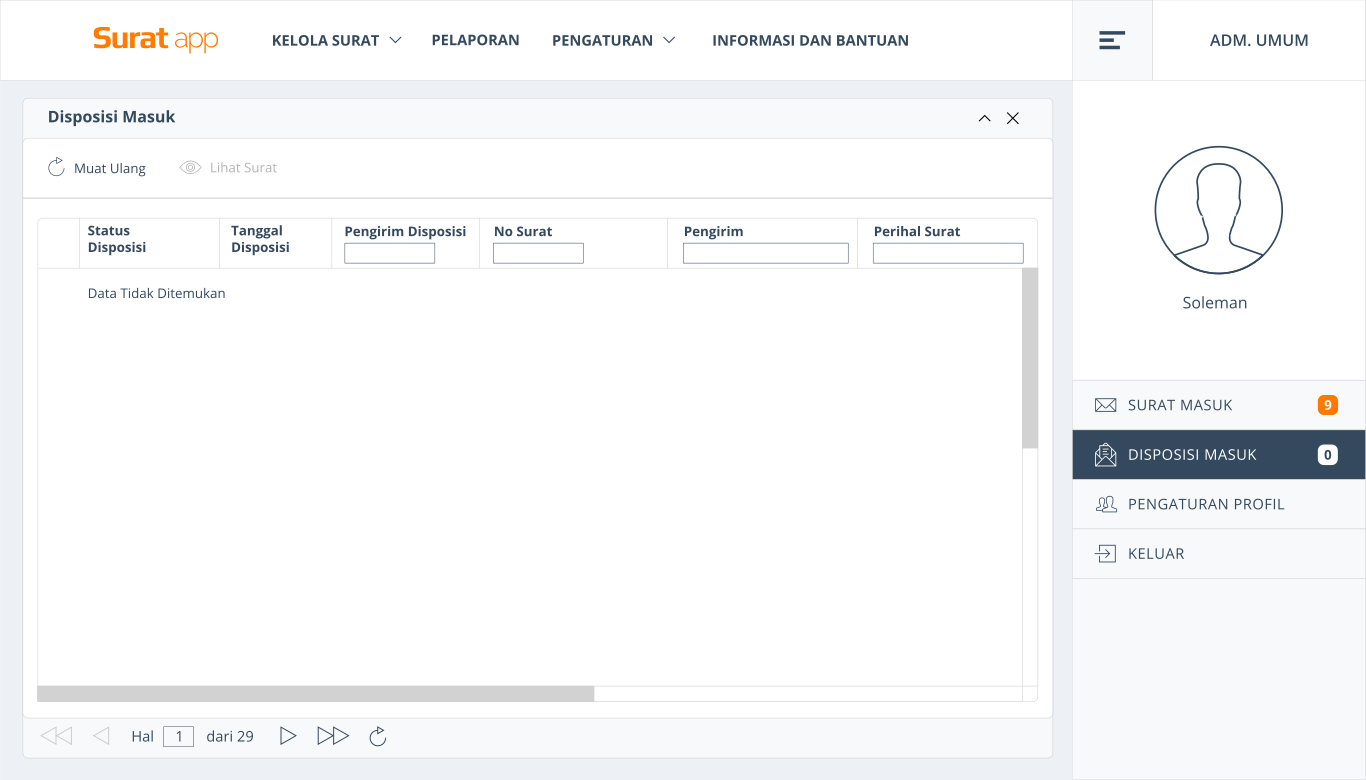 Surat app
KELOLA SURAT
PELAPORAN
PENGATURAN
INFORMASI DAN BANTUAN
ADM. UMUM
Disposisi Masuk
Muat Ulang
Lihat Surat
Status
Disposisi
Tanggal
Disposisi
Pengirim Disposisi
No Surat
Pengirim
Perihal Surat
Data Tidak Ditemukan
Hal 1 dari 29
Soleman
SURAT MASUK 9
DISPOSISI MASUK 0
PENGATURAN PROFIL
KELUAR